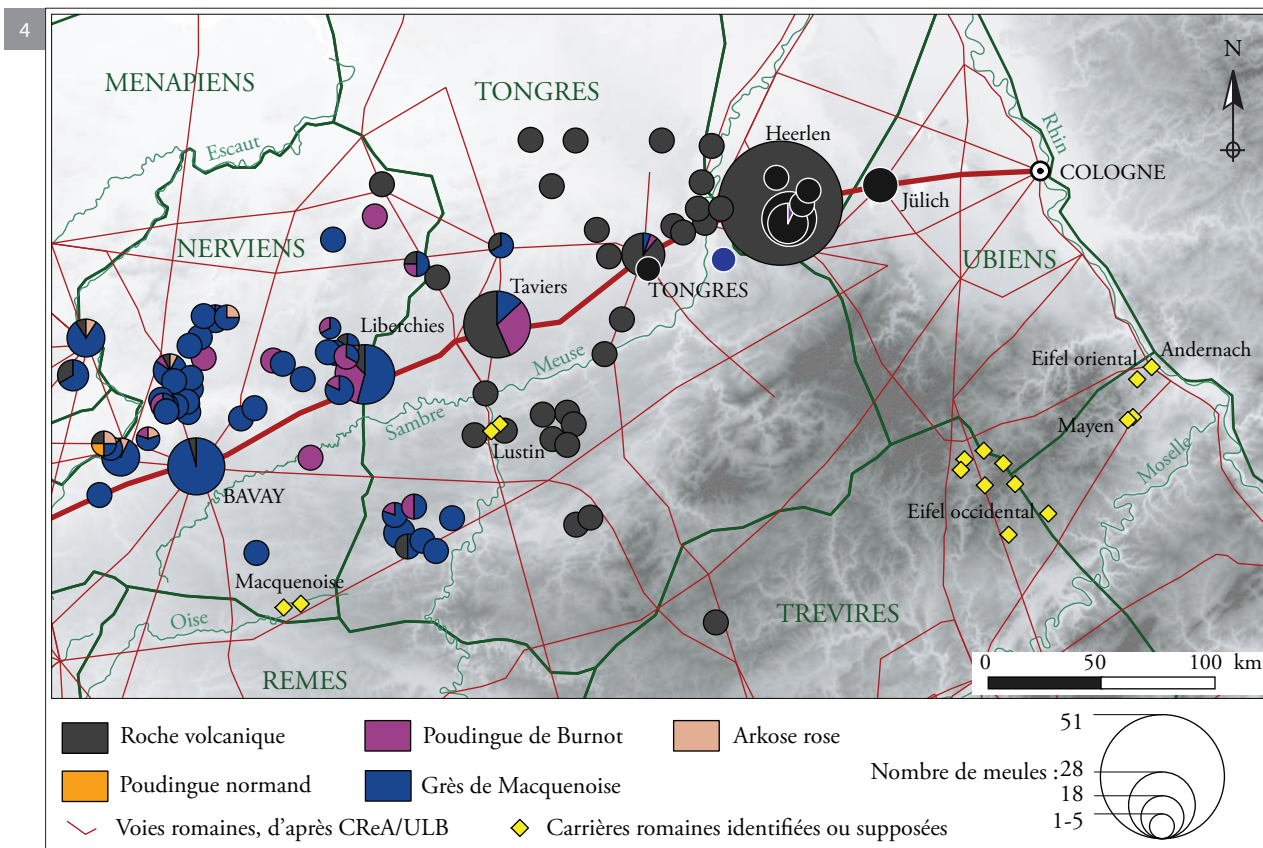 4
MENAPIENS
TONGRES
N
Heerlen
Rhin
Escaut
COLOGNE
Jülich
NERVIENS
UBIENS
Taviers
TONGRES
Liberchies
Meuse
Eifel oriental
Andernach
Sambre
Mayen
Lustin
Moselle
BAVAY
Eifel occidental
Macquenoise
Oise
TREVIRES
REMES
0 50 100 km
Roche volcanique
Poudingue de Burnot
Arkose rose
Poudingue normand
Grès de Macquenoise
Voies romaines, d'après CReA/ULB
Carrières romaines identifiées ou supposées
Nombre de meules :
51
28
18
1-5